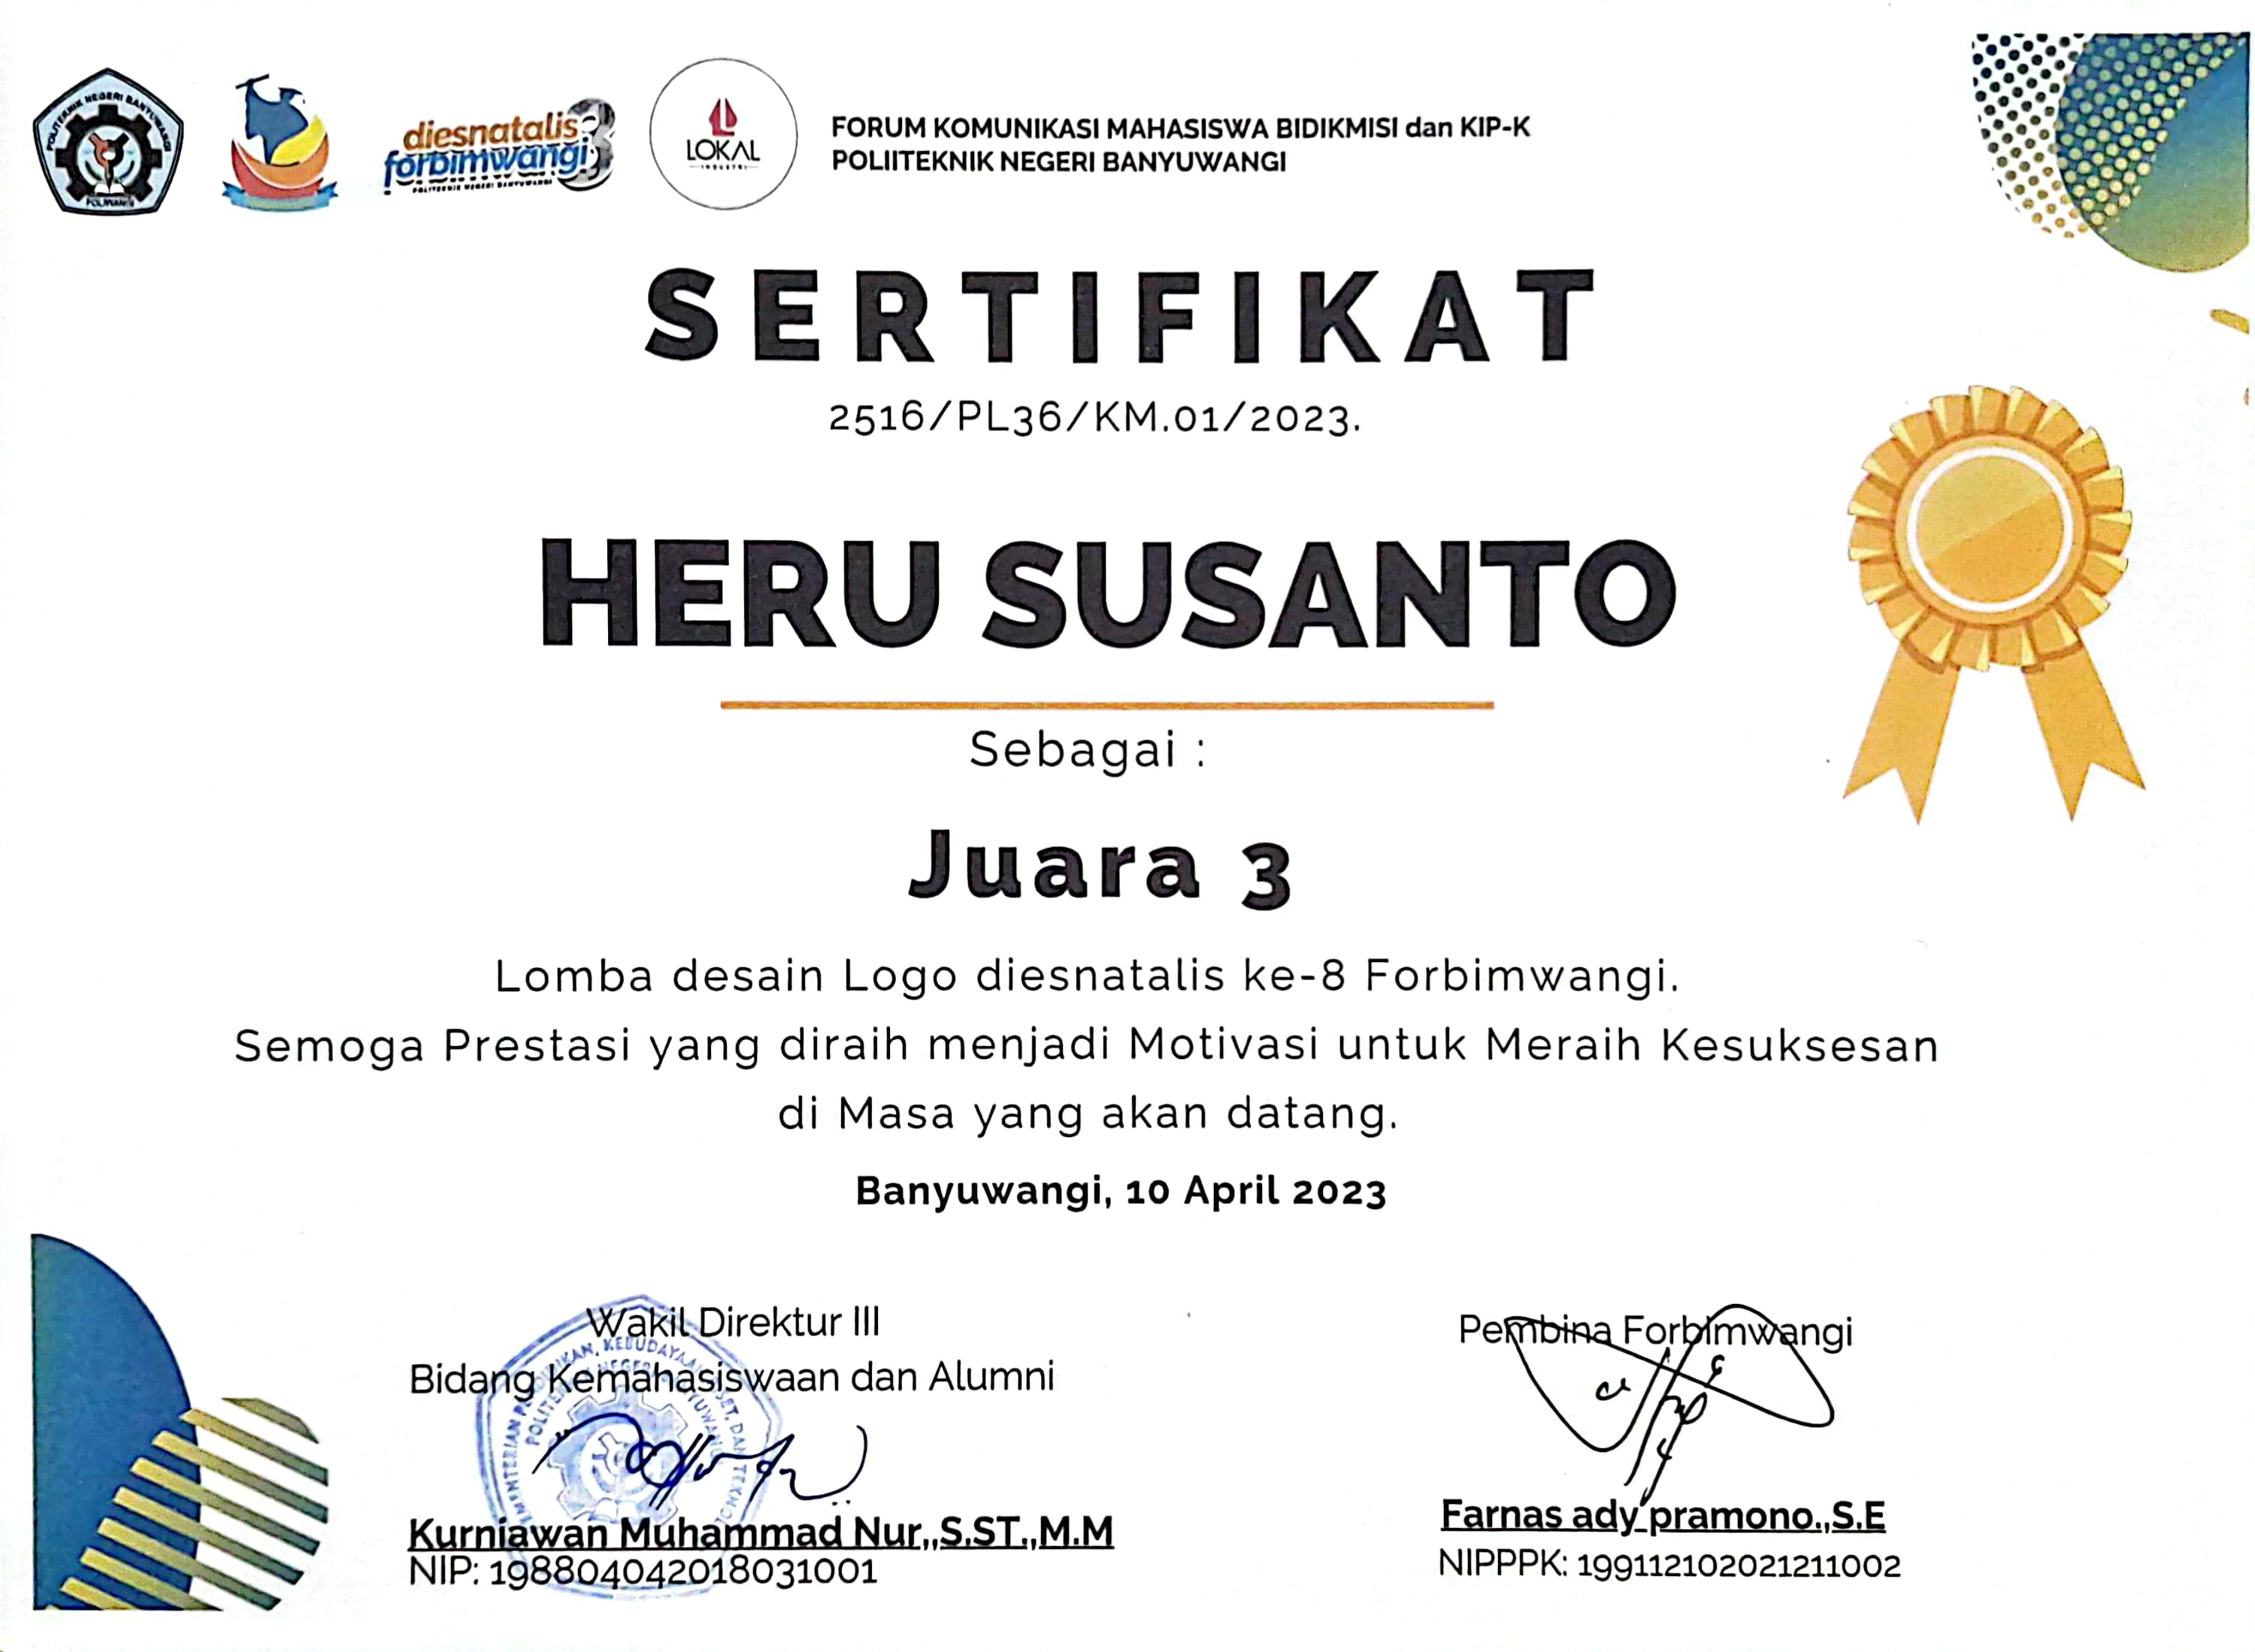 POLITEKNIK NEGERI BANYUWANGI
POLIWANGI
diesnatalis
forbimwangi
POLITEKNIK NEGERI BANYUWANGI
8
LOKAL
INDUSTRI
FORUM KOMUNIKASI MAHASISWA BIDIKMISI dan KIP-K
POLIITEKNIK NEGERI BANYUWANGI
SERTIFIKAT
2516/PL36/KM.01/2023.
HERU SUSANTO
Sebagai :
Juara 3
Lomba desain Logo diesnatalis ke-8 Forbimwangi.
Semoga Prestasi yang diraih menjadi Motivasi untuk Meraih Kesuksesan
di Masa yang akan datang.
Banyuwangi, 10 April 2023
Wakil Direktur III
Bidang Kemahasiswaan dan Alumni
Kurniawan Muhammad Nur,,S.ST.,M.M
NIP: 198804042018031001
Pembina Forbimwangi
Farnas ady pramono.,S.E
NIPPPK: 199112102021211002